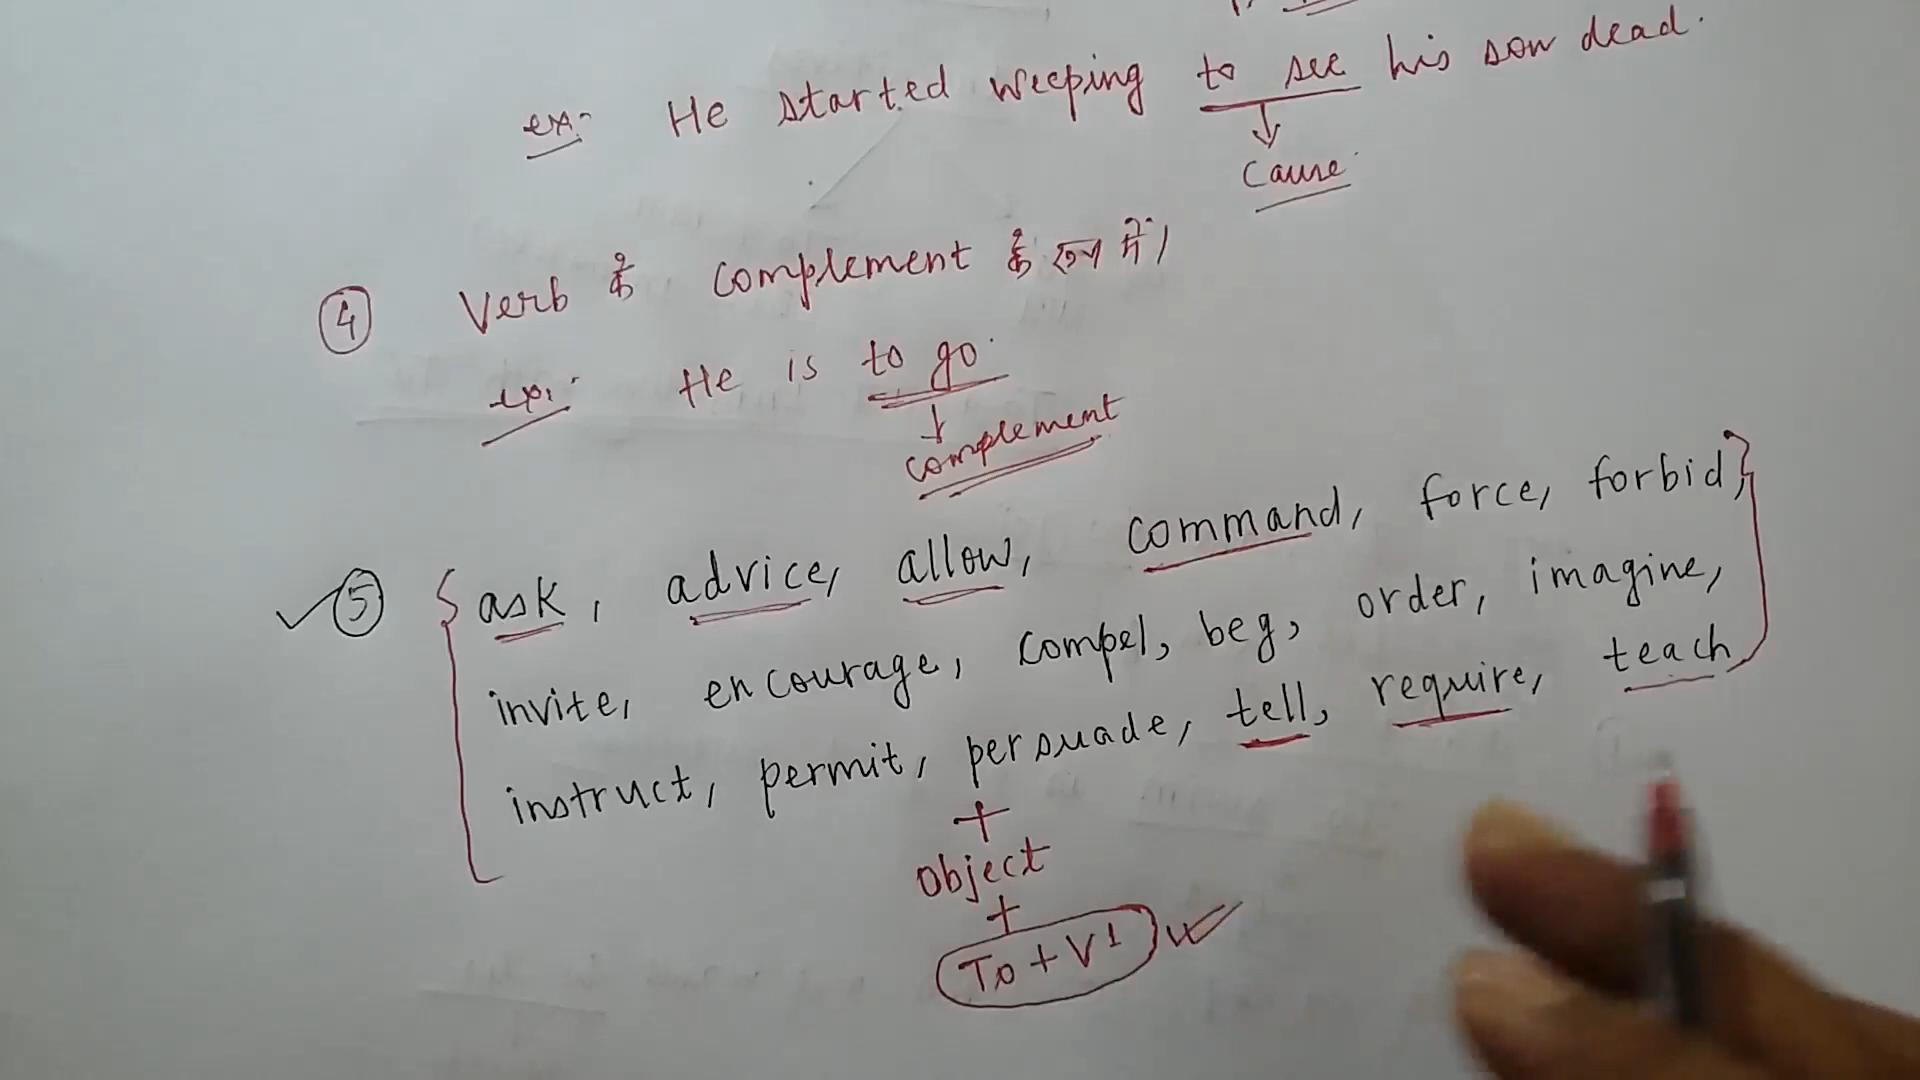 ex:- He started weeping to see his son dead.
Cause
4 Verb के complement के रूप में।
ex:- He is to go.
complement
5 { ask, advice, allow, command, force, forbid,
invite, encourage, compel, beg, order, imagine,
instruct, permit, persuade, tell, require, teach }
+
Object
+
To + V1